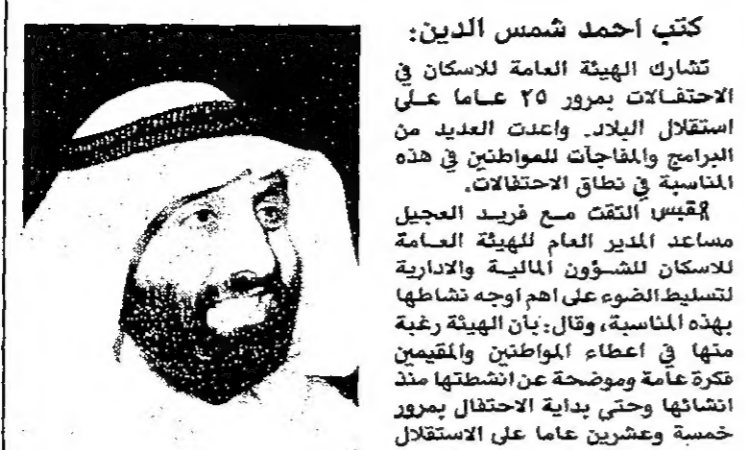 كتب احمد شمس الدين:
تشارك الهيئة العامة للاسكان في
الاحتفالات بمرور ٢٥ عاما على
استقلال البلاد. واعدت العديد من
البرامج والمفاجآت للمواطنين في هذه
المناسبة في نطاق الاحتفالات.
القبس التقت مع فريد العجيل
مساعد المدير العام للهيئة العامة
للاسكان للشؤون المالية والادارية
لتسليط الضوء على اهم اوجه نشاطها
بهذه المناسبة، وقال: بأن الهيئة رغبة
منها في اعطاء المواطنين والمقيمين
فكرة عامة وموضحة عن انشطتها منذ
انشائها وحتى بداية الاحتفال بمرور
خمسة وعشرين عاما على الاستقلال